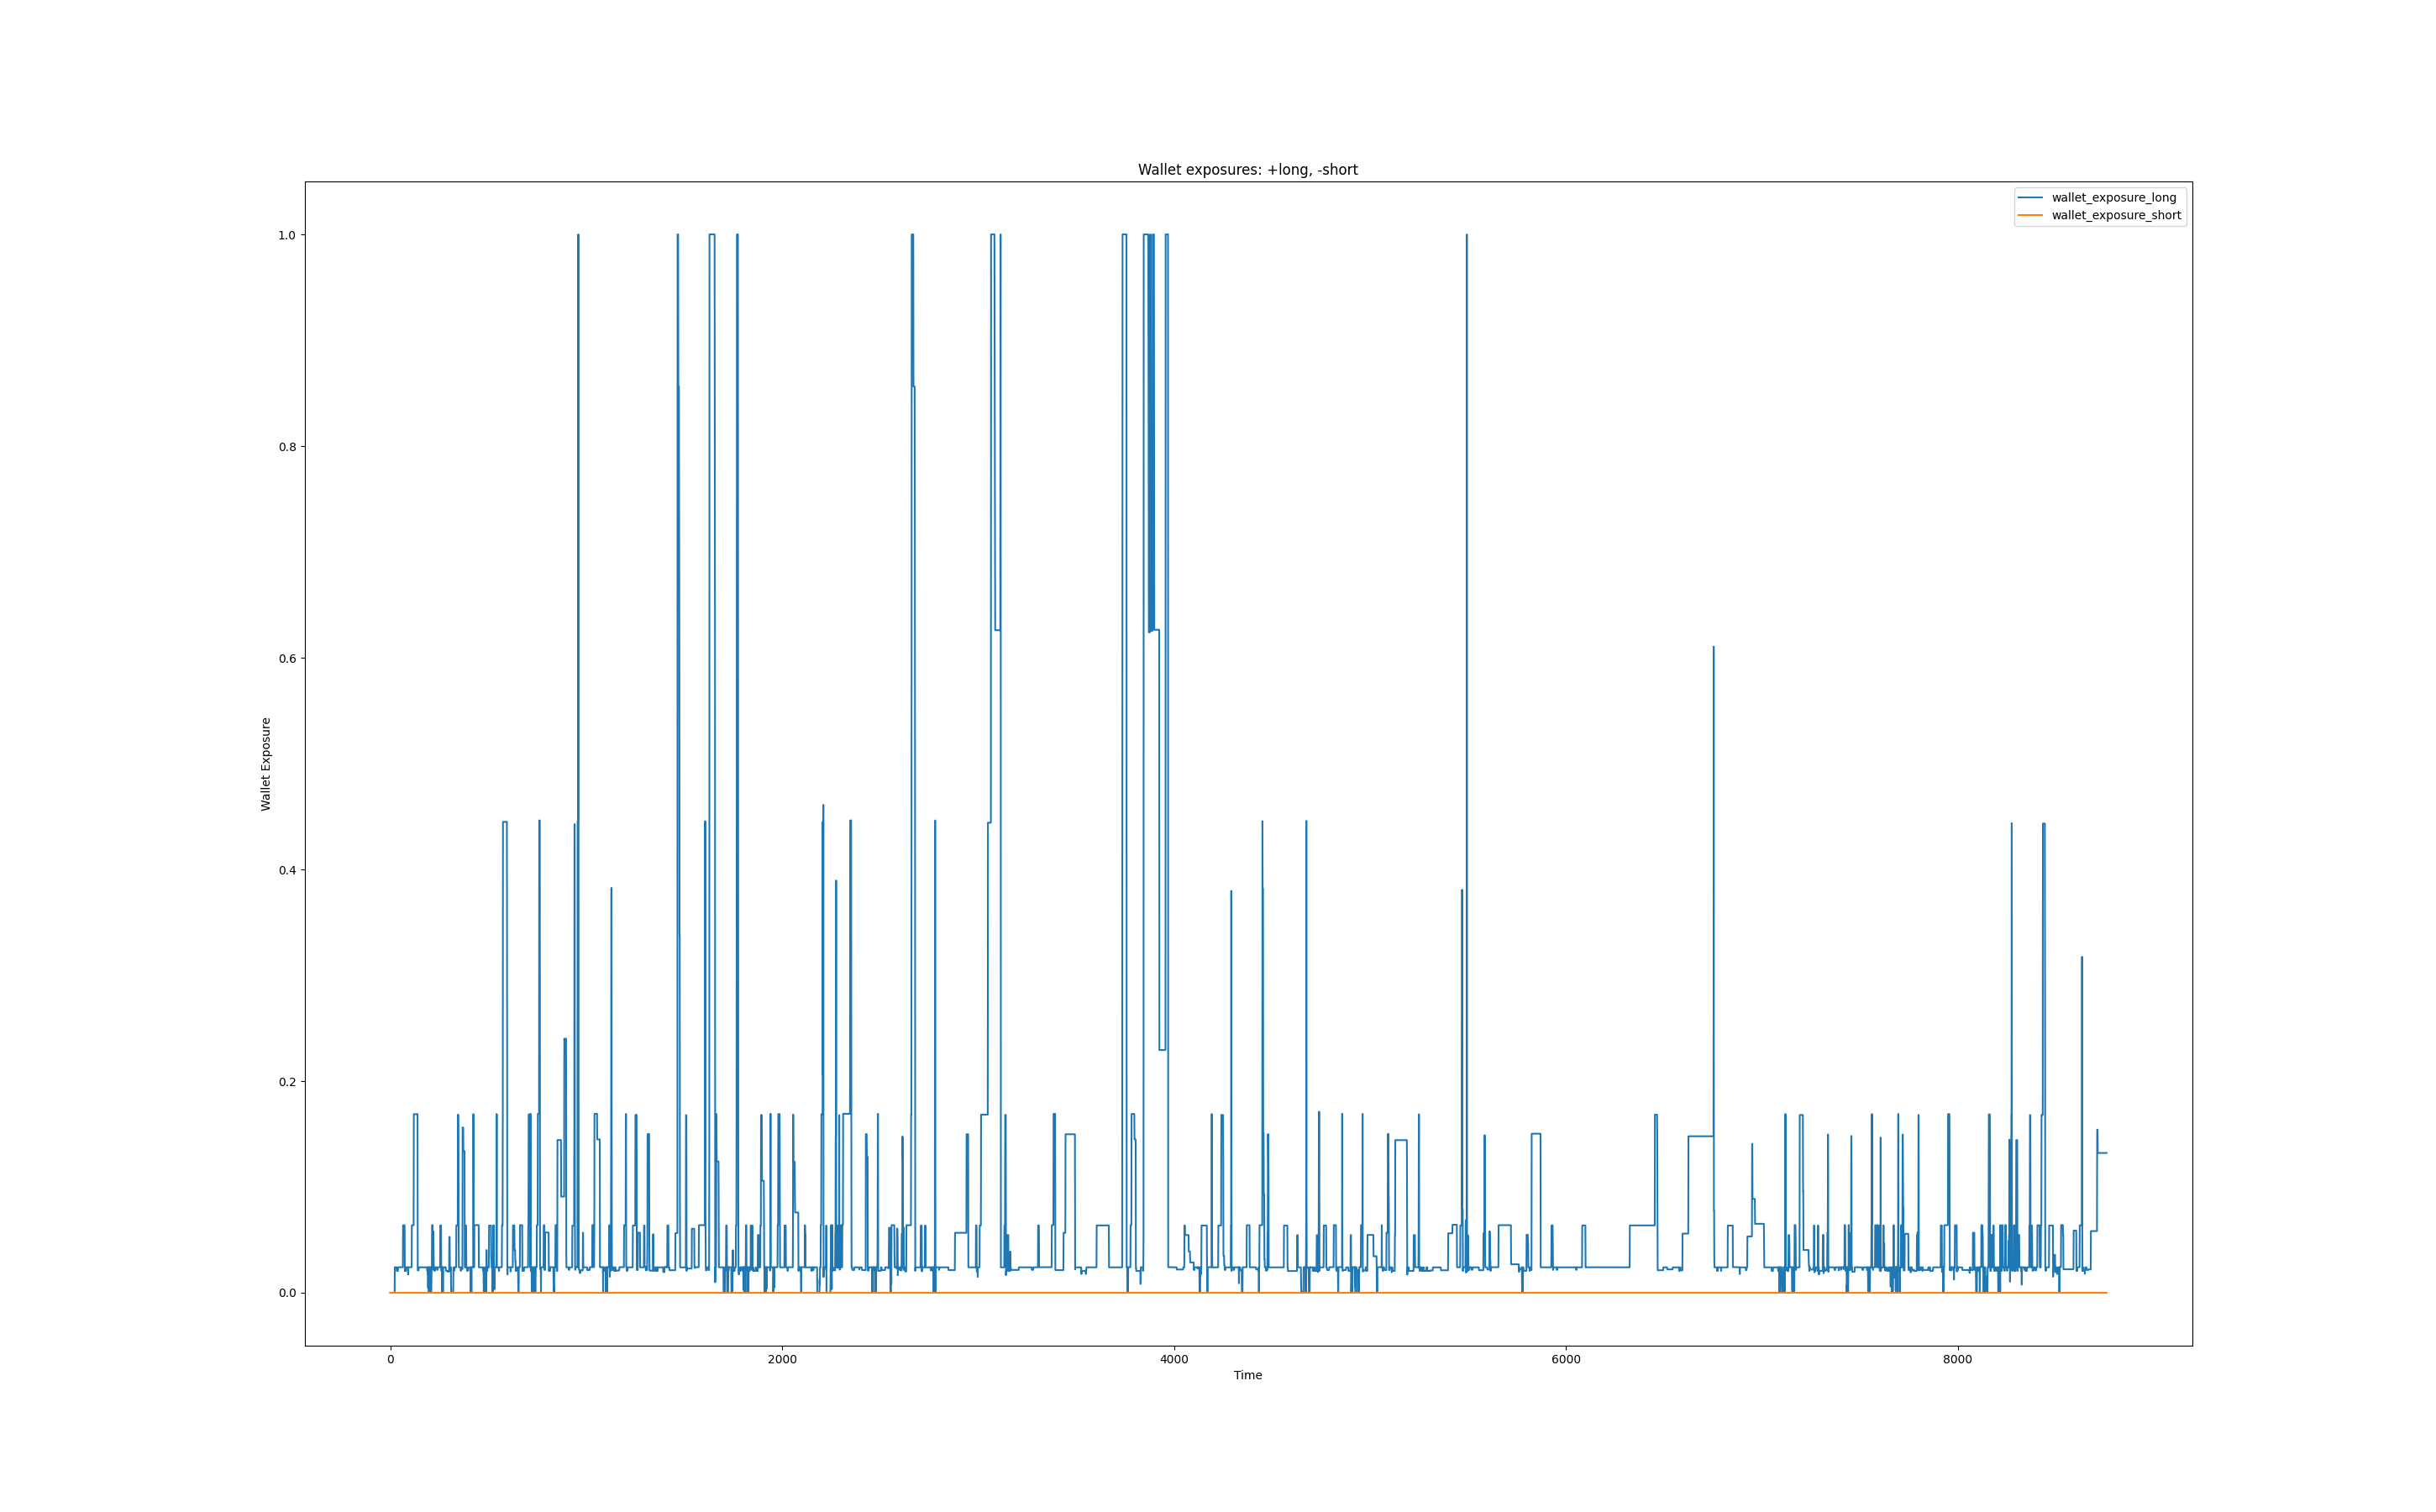 Wallet exposures: +long, -short
wallet_exposure_long
wallet_exposure_short
1.0
0.8
0.6
0.4
0.2
0.0
Wallet Exposure
0 2000 4000 6000 8000
Time